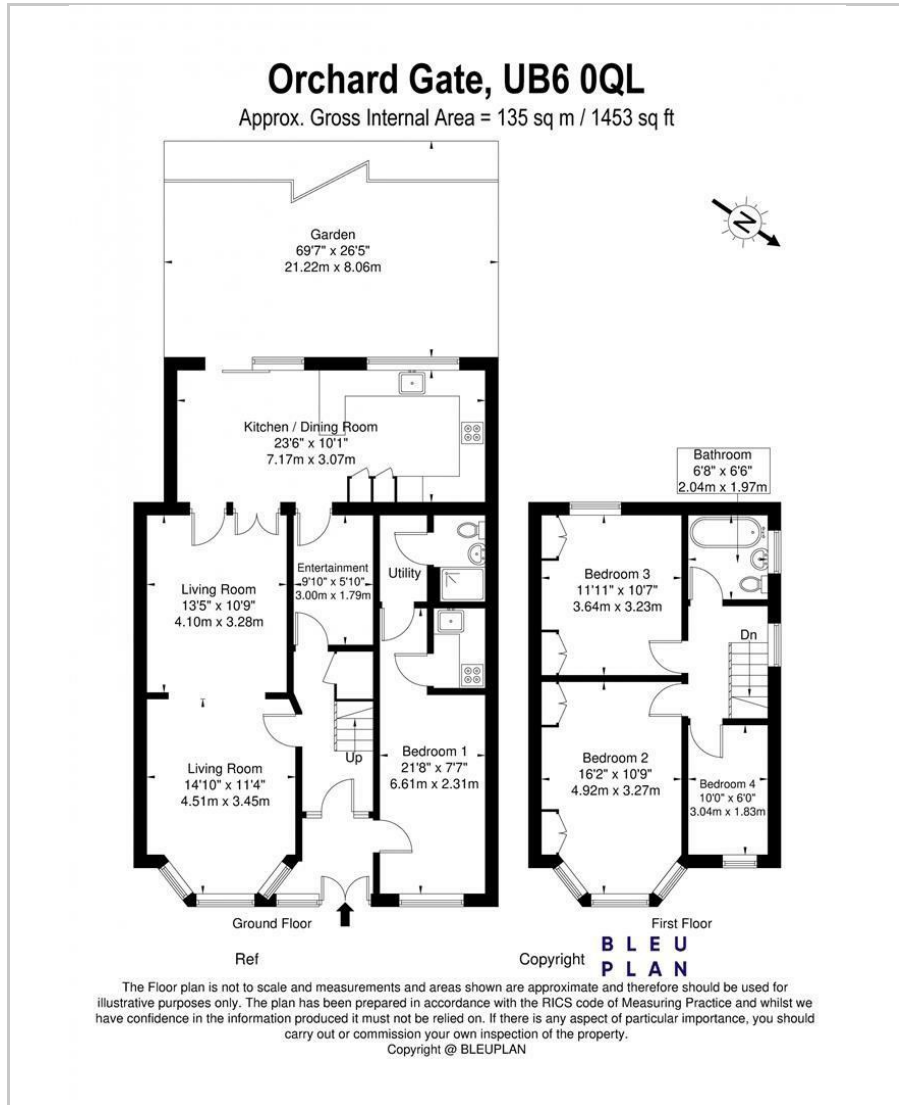 Orchard Gate, UB6 0QL
Approx. Gross Internal Area = 135 sq m / 1453 sq ft
N
Garden
69'7" x 26'5"
21.22m x 8.06m
Kitchen / Dining Room
23'6" x 10'1"
7.17m x 3.07m
Bathroom
6'8" x 6'6"
2.04m x 1.97m
Living Room
13'5" x 10'9"
4.10m x 3.28m
Entertainment
9'10" x 5'10"
3.00m x 1.79m
Utility
Bedroom 3
11'11" x 10'7"
3.64m x 3.23m
Dn
Living Room
14'10" x 11'4"
4.51m x 3.45m
Up
Bedroom 1
21'8" x 7'7"
6.61m x 2.31m
Bedroom 2
16'2" x 10'9"
4.92m x 3.27m
Bedroom 4
10'0" x 6'0"
3.04m x 1.83m
Ground Floor
First Floor
Ref
Copyright
BLEU
PLAN
The Floor plan is not to scale and measurements and areas shown are approximate and therefore should be used for
illustrative purposes only. The plan has been prepared in accordance with the RICS code of Measuring Practice and whilst we
have confidence in the information produced it must not be relied on. If there is any aspect of particular importance, you should
carry out or commission your own inspection of the property.
Copyright @ BLEUPLAN